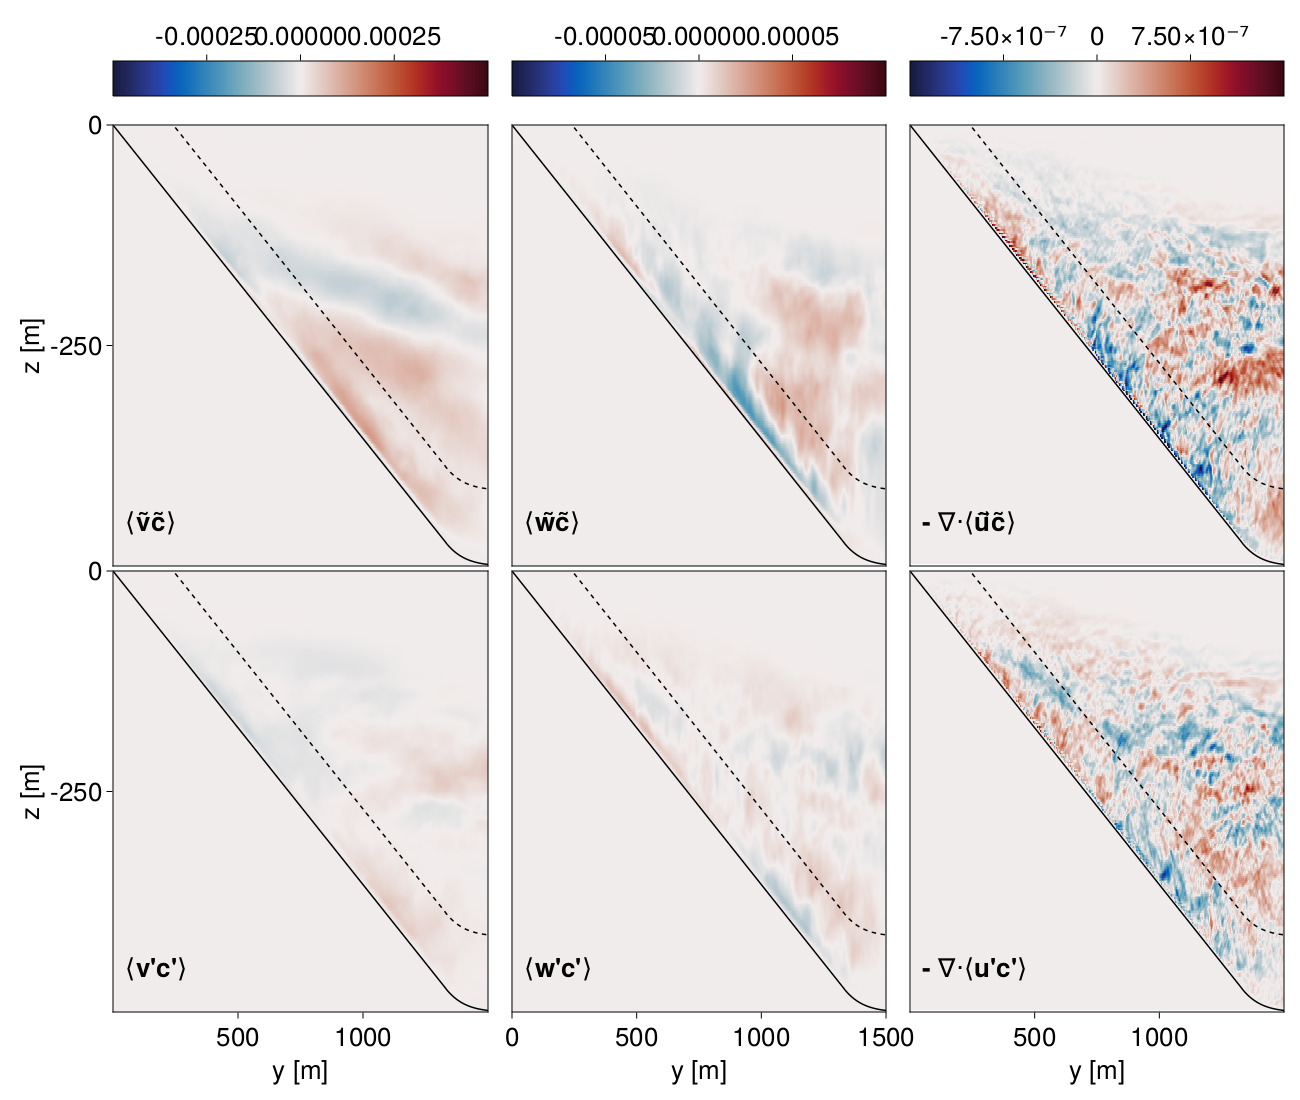 -0.00025 0.00000 0.00025
-0.00005 0.00000 0.00005
-7.50×10⁻⁷ 0 7.50×10⁻⁷
0
z [m]
-250
⟨ṽc̃⟩
⟨w̃c̃⟩
- ∇·⟨ũc̃⟩
0
z [m]
-250
⟨v'c'⟩
⟨w'c'⟩
- ∇·⟨u'c'⟩
500 1000
0 500 1000 1500
500 1000
y [m]
y [m]
y [m]